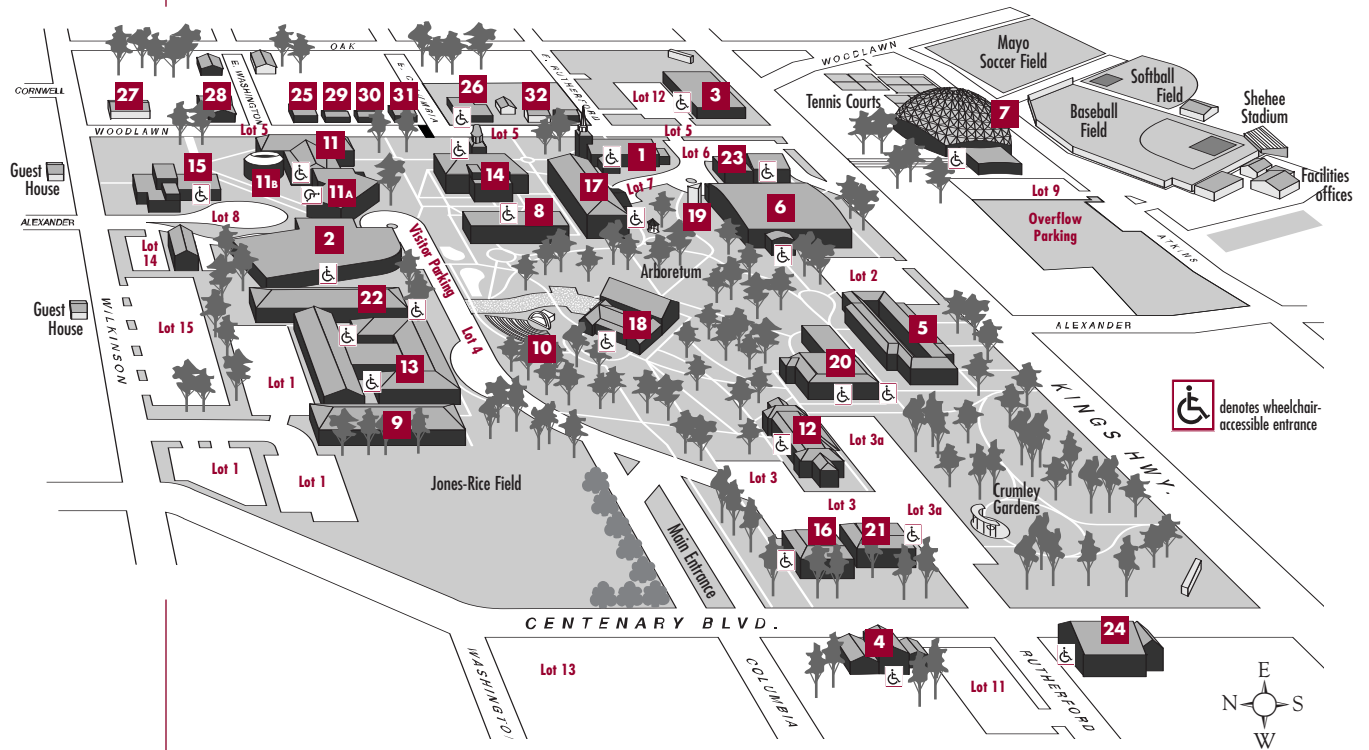 OAK
WOODLAWN
Mayo
Soccer Field
Softball
Field
CORNWELL
27
28
E. WASHINGTON
25
29
30
31
E. COLUMBIA
26
32
E. RUTHERFORD
Lot 12
3
Tennis Courts
7
Baseball
Field
Shehee
Stadium
WOODLAWN
Lot 5
Lot 5
Lot 5
Guest
House
15
11
11B
11A
14
17
1
Lot 6
23
Lot 7
Lot 9
Facilities
offices
ALEXANDER
Lot 8
2
8
19
6
Overflow
Parking
ATKINS
Lot
14
Visitor Parking
Arboretum
Lot 2
Guest
House
WILKINSON
Lot 15
22
18
10
5
ALEXANDER
Lot 1
13
Lot 4
20
KINGS HWY.
denotes wheelchair-
accessible entrance
9
12
Lot 3a
Lot 1
Lot 1
Jones-Rice Field
Lot 3
Lot 3
Lot 3a
Crumley
Gardens
16
21
Main Entrance
CENTENARY BLVD.
WASHINGTON
Lot 13
COLUMBIA
4
Lot 11
RUTHERFORD
24
E
N
S
W